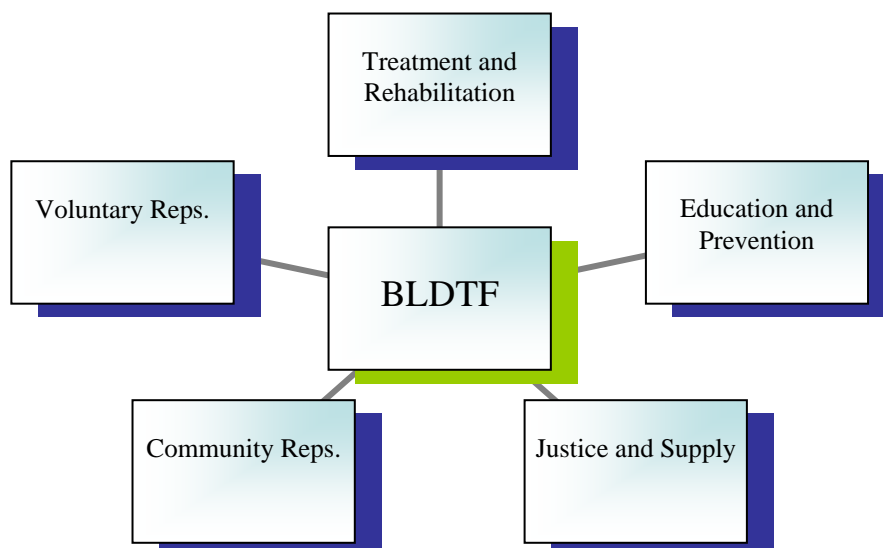 Treatment and
Rehabilitation
Voluntary Reps.
Education and
Prevention
BLDTF
Community Reps.
Justice and Supply